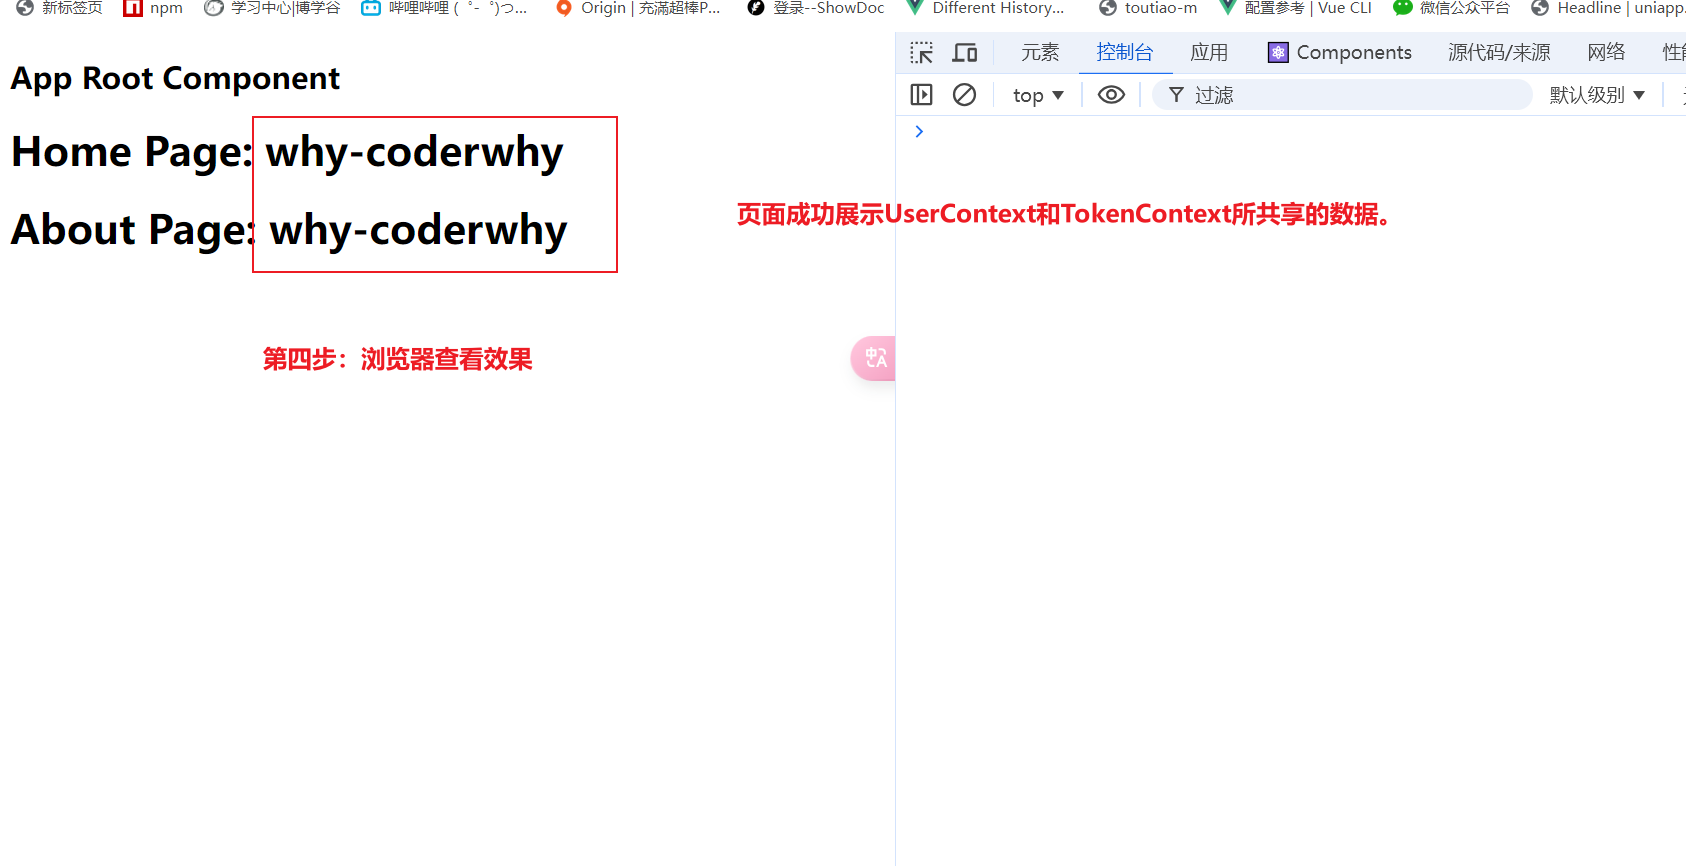 新标签页 npm 学习中心|博学谷 哔哩哔哩 ( ゜- ゜)つ... Origin | 充满超棒P... 登录--ShowDoc Different History... toutiao-m 配置参考 | Vue CLI 微信公众平台 Headline | uniapp.
App Root Component
Home Page: why-coderwhy
About Page: why-coderwhy
第四步：浏览器查看效果
元素 控制台 应用 Components 源代码/来源 网络
top 过滤 默认级别
页面成功展示UserContext和TokenContext所共享的数据。